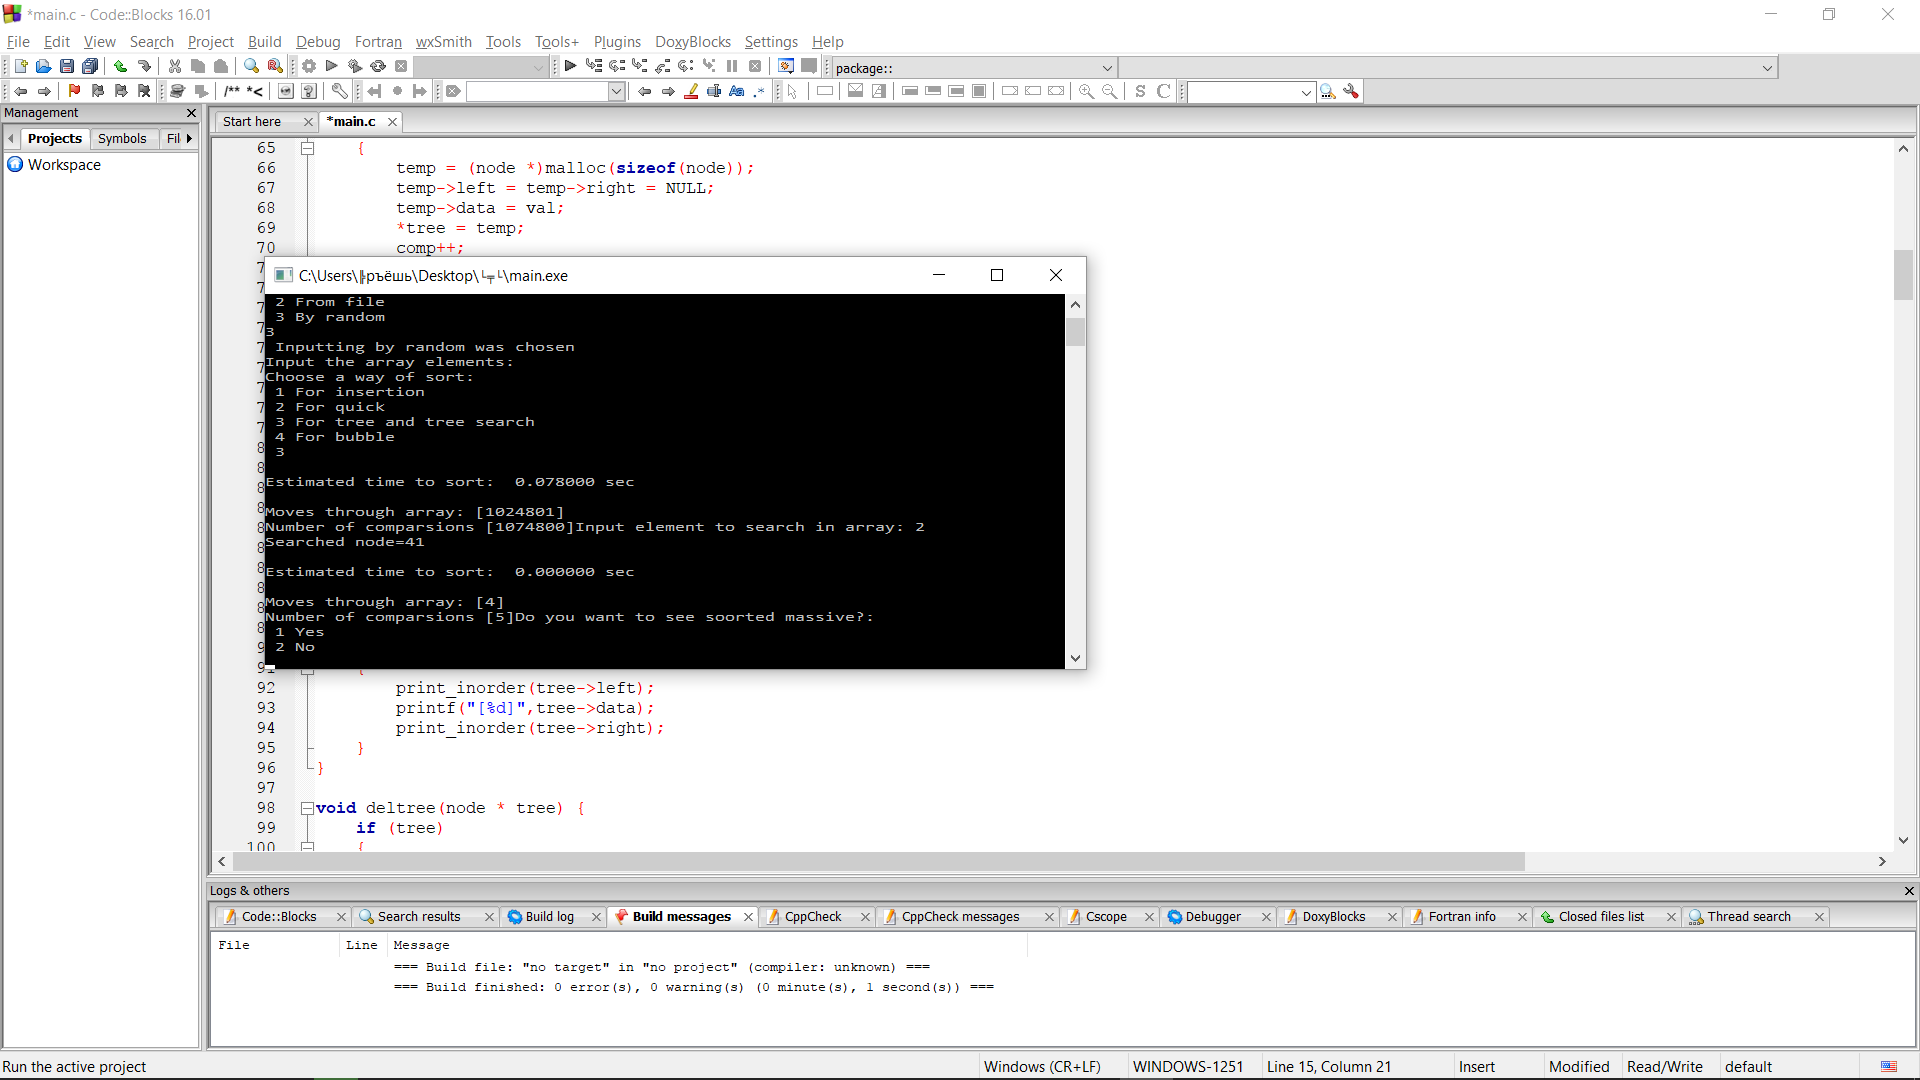 *main.c - Code::Blocks 16.01
File Edit View Search Project Build Debug Fortran wxSmith Tools Tools+ Plugins DoxyBlocks Settings Help
package::
/** *<
Aa .*
S C
Management
Start here *main.c
Projects Symbols Fil
Workspace
65 {
66 temp = (node *)malloc(sizeof(node));
67 temp->left = temp->right = NULL;
68 temp->data = val;
69 *tree = temp;
70 comp++;
C:\Users\╠ръёшь\Desktop\└╤└\main.exe
2 From file
3 By random
3
Inputting by random was chosen
Input the array elements:
Choose a way of sort:
1 For insertion
2 For quick
3 For tree and tree search
4 For bubble
3
Estimated time to sort: 0.078000 sec
Moves through array: [1024801]
Number of comparsions [1074800]Input element to search in array: 2
Searched node=41
Estimated time to sort: 0.000000 sec
Moves through array: [4]
Number of comparsions [5]Do you want to see soorted massive?:
1 Yes
2 No
92 print_inorder(tree->left);
93 printf("[%d]",tree->data);
94 print_inorder(tree->right);
95 }
96 }
97
98 void deltree(node * tree) {
99 if (tree)
100 {
Logs & others
Code::Blocks Search results Build log Build messages CppCheck CppCheck messages Cscope Debugger DoxyBlocks Fortran info Closed files list Thread search
File Line Message
=== Build file: "no target" in "no project" (compiler: unknown) ===
=== Build finished: 0 error(s), 0 warning(s) (0 minute(s), 1 second(s)) ===
Run the active project Windows (CR+LF) WINDOWS-1251 Line 15, Column 21 Insert Modified Read/Write default